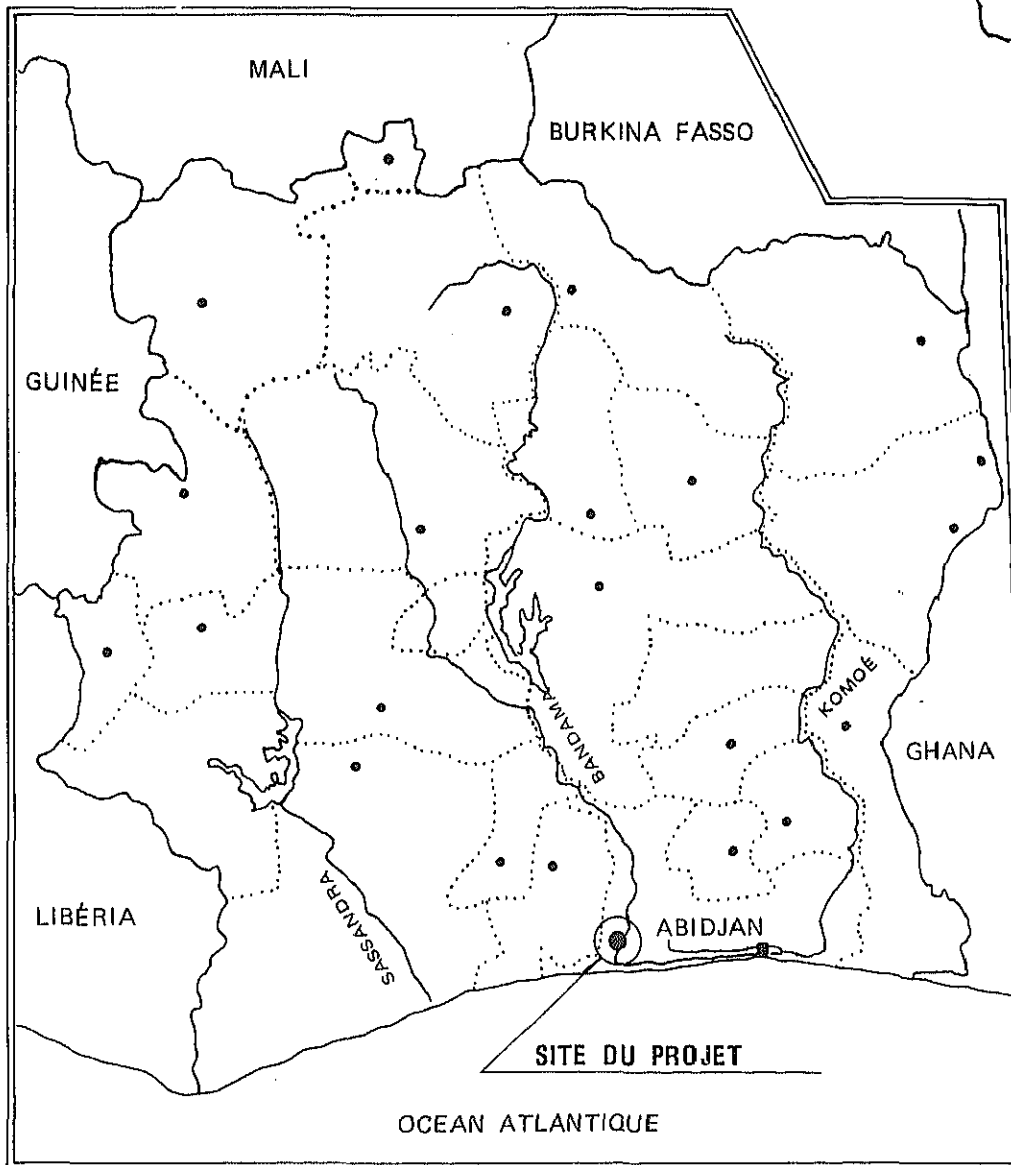 MALI
BURKINA FASSO
GUINÉE
KOMOÉ
BANDAMA
GHANA
LIBÉRIA
SASSANDRA
ABIDJAN
SITE DU PROJET
OCEAN ATLANTIQUE